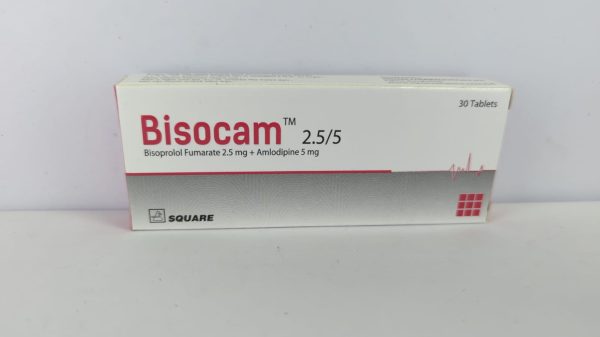 30 Tablets
Bisocam™ 2.5/5
Bisoprolol Fumarate 2.5 mg + Amlodipine 5 mg
SQUARE